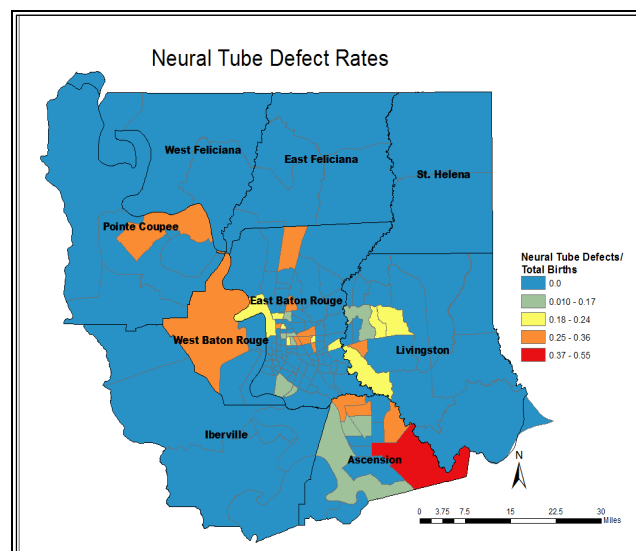 Neural Tube Defect Rates
West Feliciana
East Feliciana
St. Helena
Pointe Coupee
East Baton Rouge
West Baton Rouge
Livingston
Iberville
Ascension
Neural Tube Defects/
Total Births
0.0
0.010 - 0.17
0.18 - 0.24
0.25 - 0.36
0.37 - 0.55
N
0 3.75 7.5 15 22.5 30
Miles